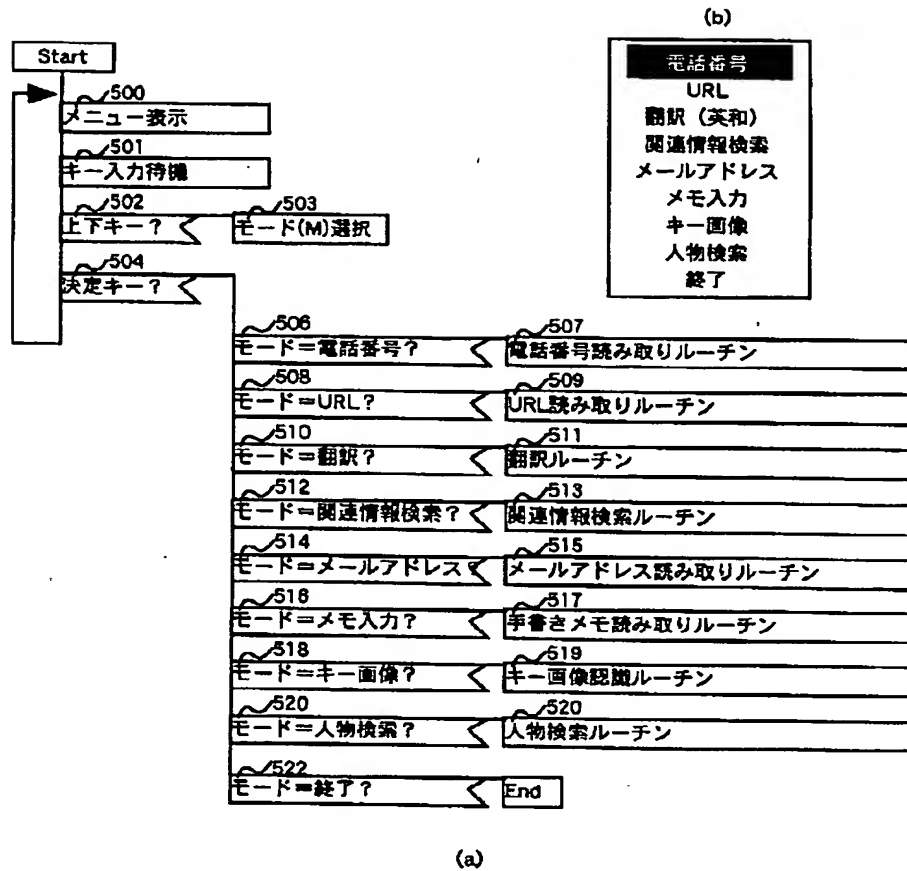 (b)
Start
電話番号
URL
翻訳（英和）
関連情報検索
メールアドレス
メモ入力
キー画像
人物検索
終了
500
メニュー表示
501
キー入力待機
502
上下キー？
503
モード(M)選択
504
決定キー？
506
モード＝電話番号？
507
電話番号読み取りルーチン
508
モード＝URL？
509
URL読み取りルーチン
510
モード＝翻訳？
511
翻訳ルーチン
512
モード＝関連情報検索？
513
関連情報検索ルーチン
514
モード＝メールアドレス？
515
メールアドレス読み取りルーチン
516
モード＝メモ入力？
517
手書きメモ読み取りルーチン
518
モード＝キー画像？
519
キー画像認識ルーチン
520
モード＝人物検索？
520
人物検索ルーチン
522
モード＝終了？
End
(a)